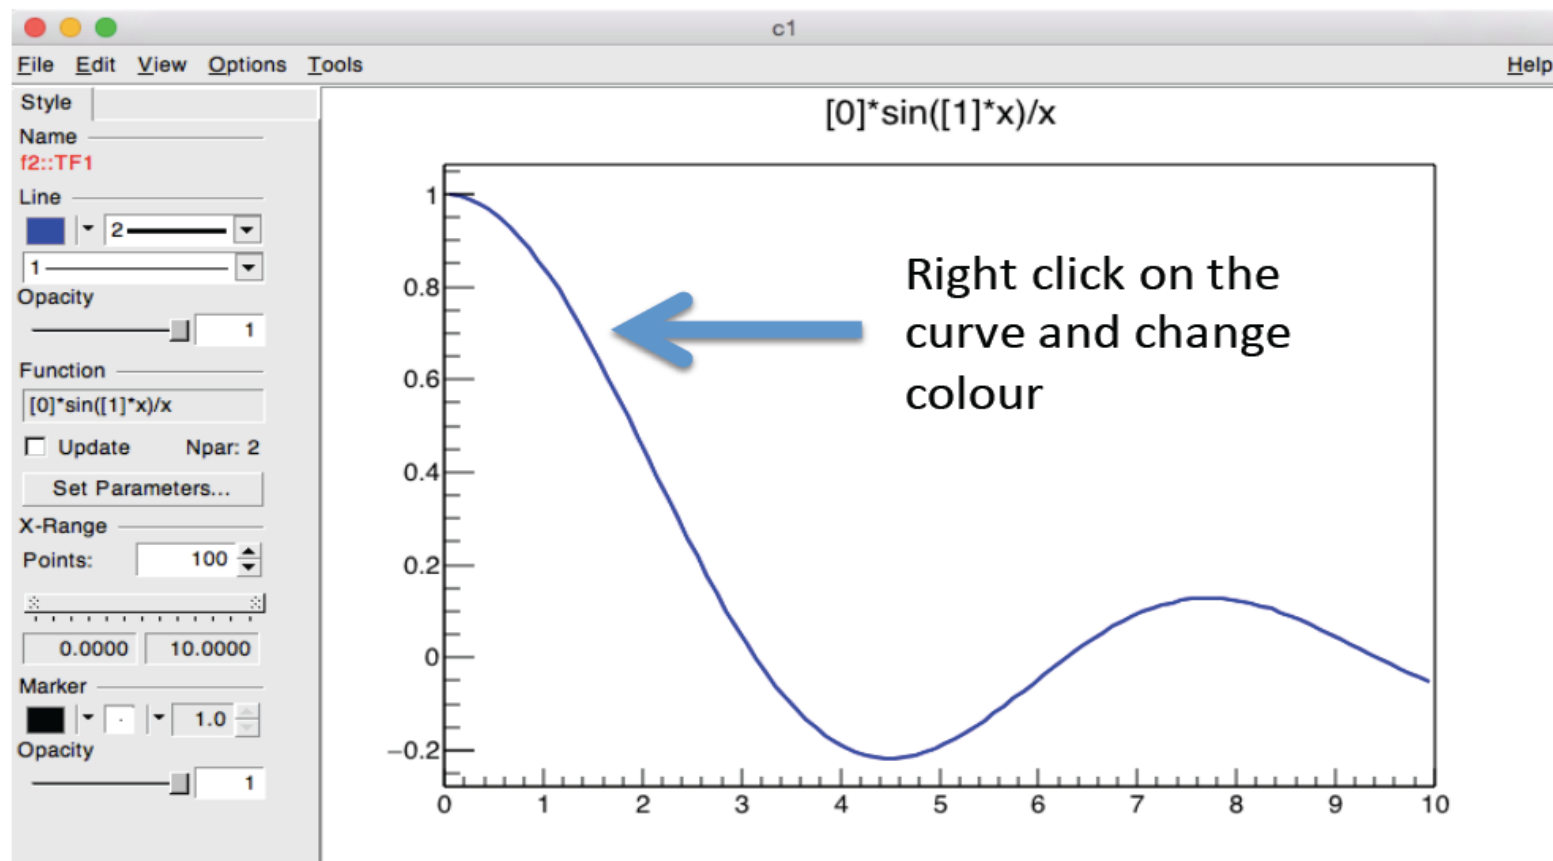 c1
File Edit View Options Tools Help
Style
Name
f2::TF1
Line
2
1
Opacity
1
Function
[0]*sin([1]*x)/x
Update Npar: 2
Set Parameters...
X-Range
Points: 100
0.0000 10.0000
Marker
1.0
Opacity
1
[0]*sin([1]*x)/x
1
0.8
0.6
0.4
0.2
0
−0.2
0 1 2 3 4 5 6 7 8 9 10
Right click on the
curve and change
colour